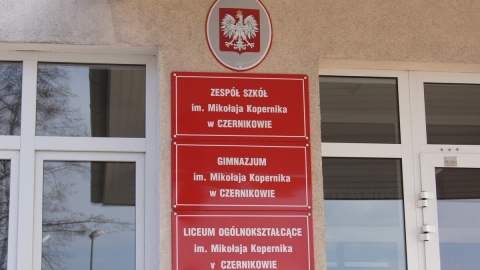 ZESPÓŁ SZKÓŁ
im. Mikołaja Kopernika
w CZERNIKOWIE
GIMNAZJUM
im. Mikołaja Kopernika
w CZERNIKOWIE
LICEUM OGÓLNOKSZTAŁCĄCE
im. Mikołaja Kopernika
w CZERNIKOWIE